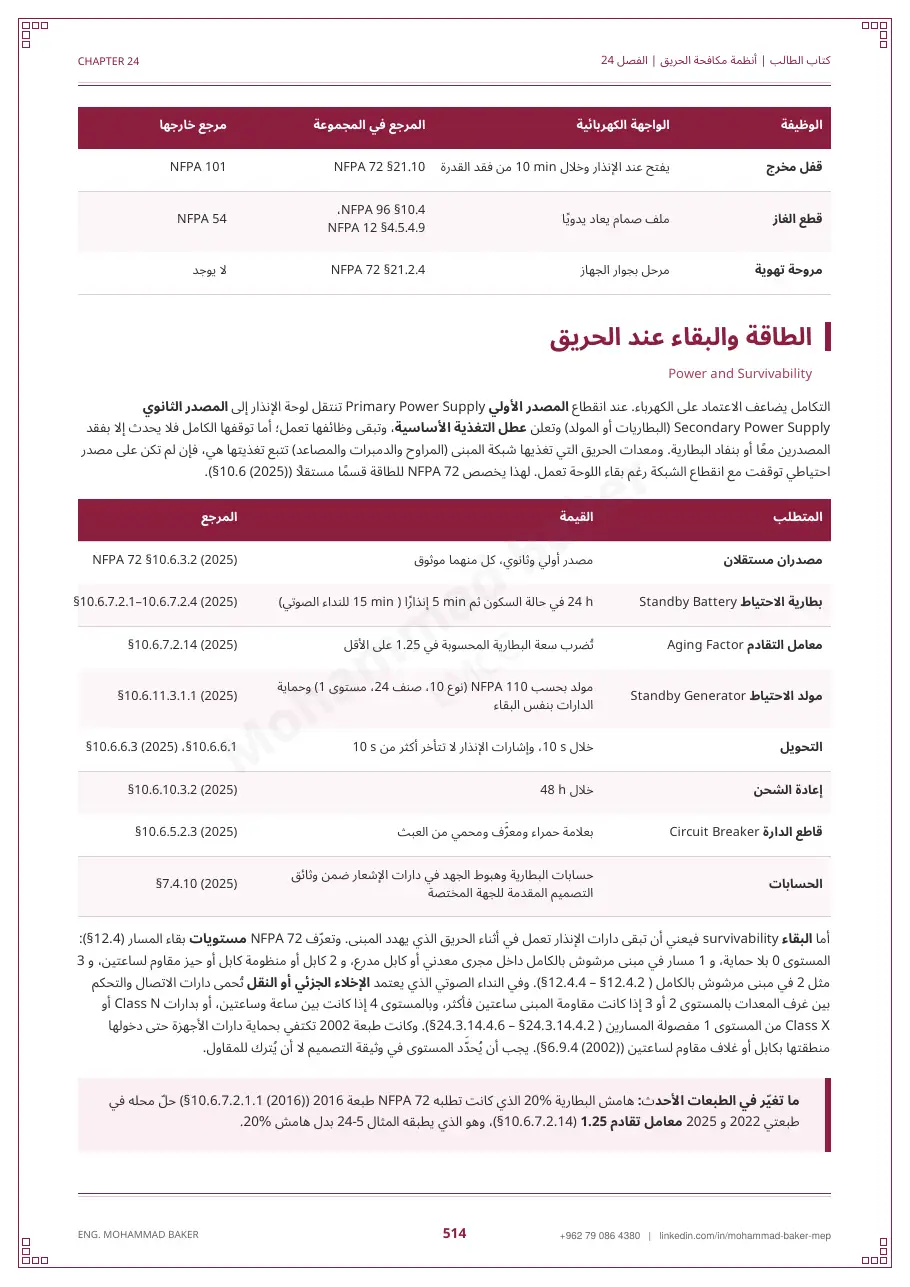 كتاب الطالب | أنظمة مكافحة الحريق | الفصل 24
CHAPTER 24
الوظيفة الواجهة الكهربائية المرجع في المجموعة مرجع خارجها
قفل مخرج يفتح عند الإنذار وخلال 10 min من فقد القدرة NFPA 72 §21.10 NFPA 101
قطع الغاز ملف صمام يعاد يدويًا NFPA 96 §10.4، NFPA 54
NFPA 12 §4.5.4.9
مروحة تهوية مرحل بجوار الجهاز NFPA 72 §21.2.4 لا يوجد
الطاقة والبقاء عند الحريق
Power and Survivability
التكامل يضاعف الاعتماد على الكهرباء. عند انقطاع المصدر الأولي Primary Power Supply تنتقل لوحة الإنذار إلى المصدر الثانوي
Secondary Power Supply (البطاريات أو المولد) وتعلن عطل التغذية الأساسية، وتبقى وظائفها تعمل؛ أما توقفها الكامل فلا يحدث إلا بفقد
المصدرين معًا أو بنفاد البطارية. ومعدات الحريق التي تغذيها شبكة المبنى (المراوح والدمبرات والمصاعد) تتبع تغذيتها هي، فإن لم تكن على مصدر
احتياطي توقفت مع انقطاع الشبكة رغم بقاء اللوحة تعمل. لهذا يخصص NFPA 72 للطاقة قسمًا مستقلًا (§10.6 (2025)).
المتطلب القيمة المرجع
مصدران مستقلان مصدر أولي وثانوي، كل منهما موثوق NFPA 72 §10.6.3.2 (2025)
بطارية الاحتياط Standby Battery 24 h في حالة السكون ثم 5 min إنذارًا ( 15 min للنداء الصوتي) §10.6.7.2.1–10.6.7.2.4 (2025)
معامل التقادم Aging Factor تُضرب سعة البطارية المحسوبة في 1.25 على الأقل §10.6.7.2.14 (2025)
مولد الاحتياط Standby Generator مولد بحسب NFPA 110 (نوع 10، صنف 24، مستوى 1) وحماية §10.6.11.3.1.1 (2025)
الدارات بنفس البقاء
التحويل خلال 10 s، وإشارات الإنذار لا تتأخر أكثر من 10 s §10.6.6.1، §10.6.6.3 (2025)
إعادة الشحن خلال 48 h §10.6.10.3.2 (2025)
قاطع الدارة Circuit Breaker بعلامة حمراء ومعرَّف ومحمي من العبث §10.6.5.2.3 (2025)
الحسابات حسابات البطارية وهبوط الجهد في دارات الإشعار ضمن وثائق §7.4.10 (2025)
التصميم المقدمة للجهة المختصة
أما البقاء survivability فيعني أن تبقى دارات الإنذار تعمل في أثناء الحريق الذي يهدد المبنى. وتعرّف NFPA 72 مستويات بقاء المسار (§12.4):
المستوى 0 بلا حماية، و 1 مسار في مبنى مرشوش بالكامل داخل مجرى معدني أو كابل مدرع، و 2 كابل أو منظومة كابل أو حيز مقاوم لساعتين، و 3
مثل 2 في مبنى مرشوش بالكامل ( §12.4.2 – §12.4.4). وفي النداء الصوتي الذي يعتمد الإخلاء الجزئي أو النقل تُحمى دارات الاتصال والتحكم
بين غرف المعدات بالمستوى 2 أو 3 إذا كانت مقاومة المبنى ساعتين فأكثر، وبالمستوى 4 إذا كانت بين ساعة وساعتين، أو بدارات Class N أو
Class X من المستوى 1 مفصولة المسارين ( §24.3.14.4.2 – §24.3.14.4.6). وكانت طبعة 2002 تكتفي بحماية دارات الأجهزة حتى دخولها
منطقتها بكابل أو غلاف مقاوم لساعتين (§6.9.4 (2002)). يجب أن يُحدَّد المستوى في وثيقة التصميم لا أن يُترك للمقاول.
ما تغيّر في الطبعات الأحدث: هامش البطارية 20% الذي كانت تطلبه NFPA 72 طبعة 2016 (§10.6.7.2.1.1 (2016)) حلّ محله في
طبعتي 2022 و 2025 معامل تقادم 1.25 (§10.6.7.2.14)، وهو الذي يطبقه المثال 5-24 بدل هامش 20%.
ENG. MOHAMMAD BAKER
514
+962 79 086 4380 | linkedin.com/in/mohammad-baker-mep